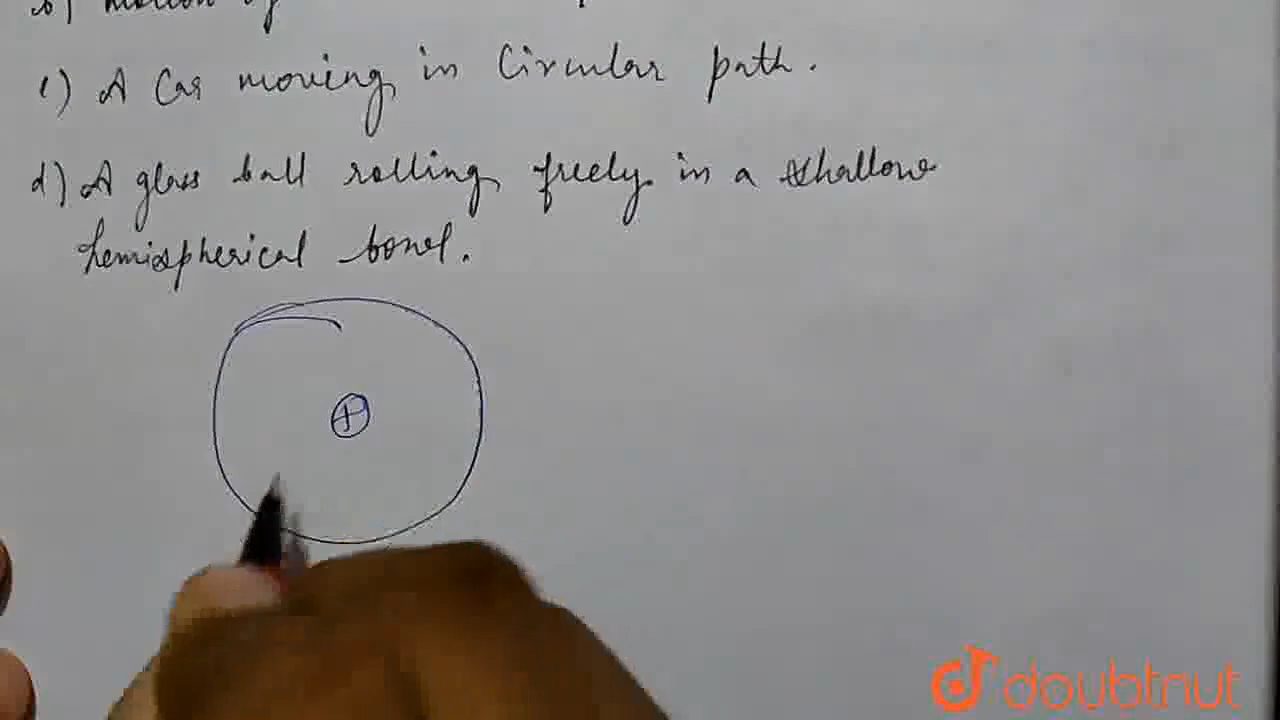 c) A Car moving in Circular path.
d) A glass ball rolling freely in a shallow
hemispherical bowl.
+
doubtnut